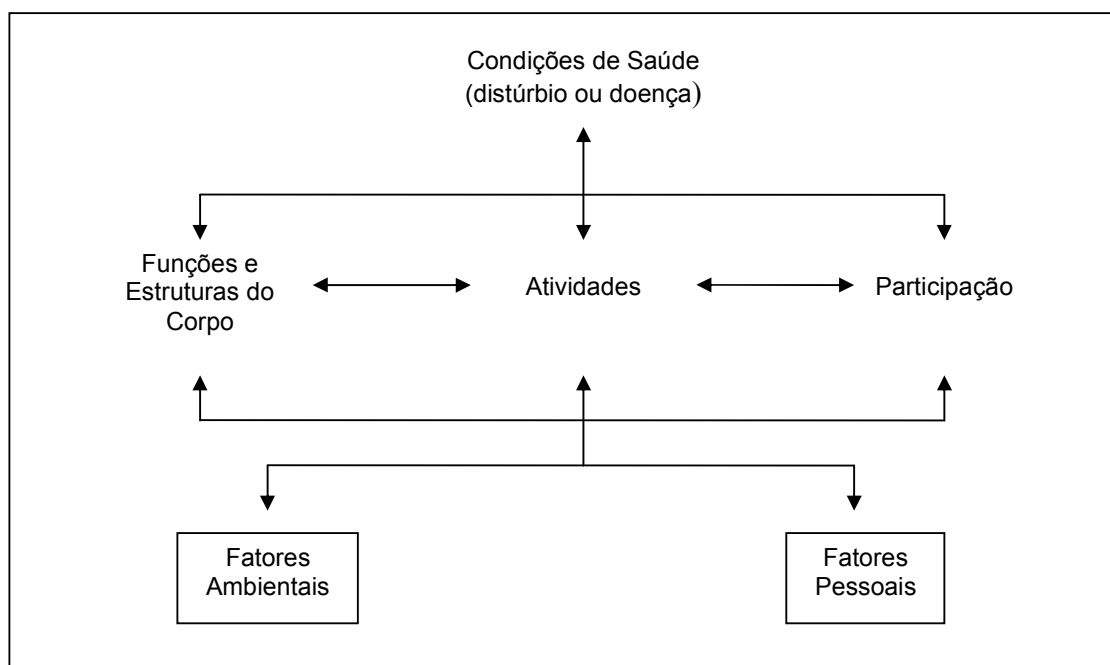 Condições de Saúde
(distúrbio ou doença)
Funções e
Estruturas do
Corpo
Atividades
Participação
Fatores
Ambientais
Fatores
Pessoais